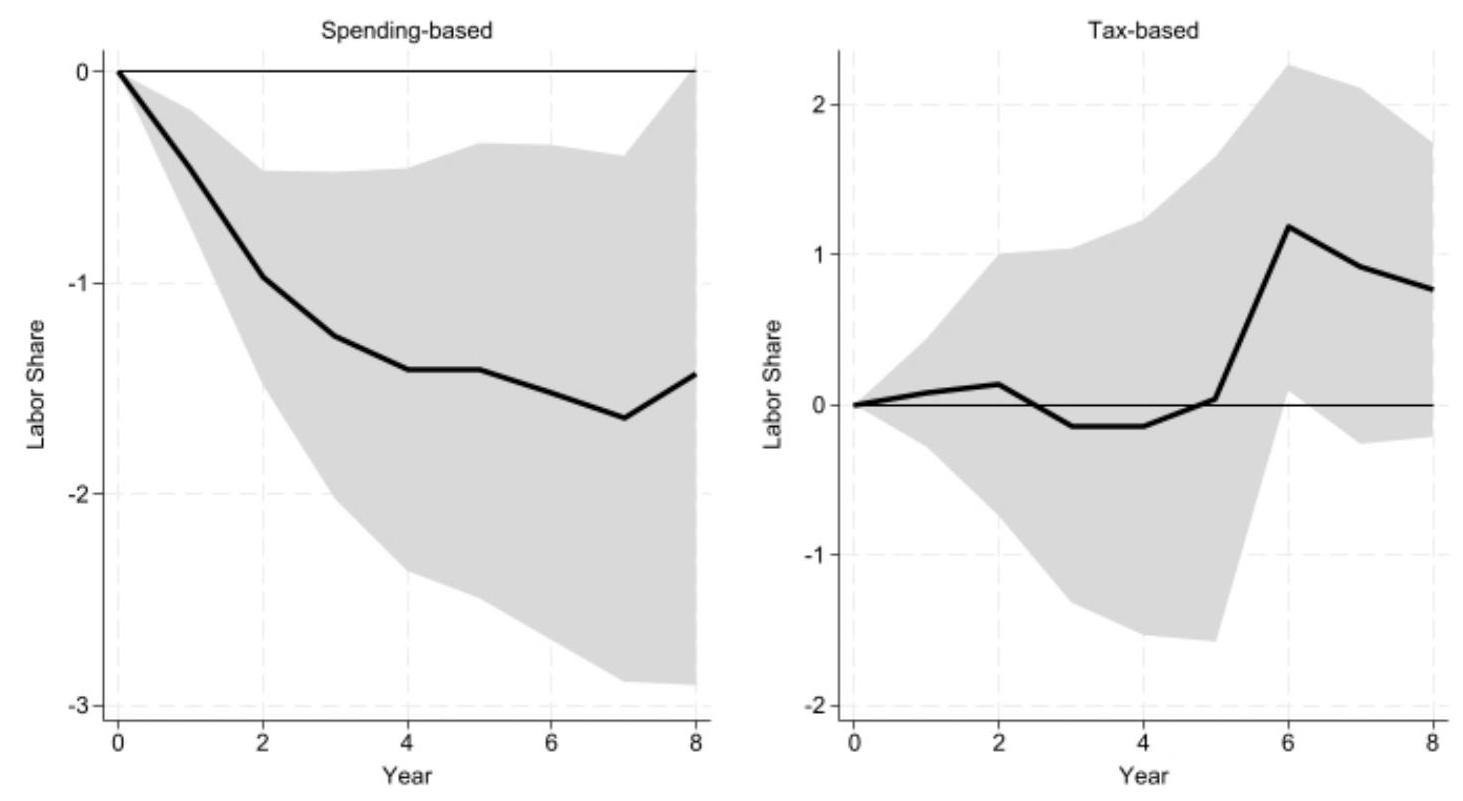 Spending-based
Labor Share
0
-1
-2
-3
0 2 4 6 8
Year
Tax-based
Labor Share
2
1
0
-1
-2
0 2 4 6 8
Year